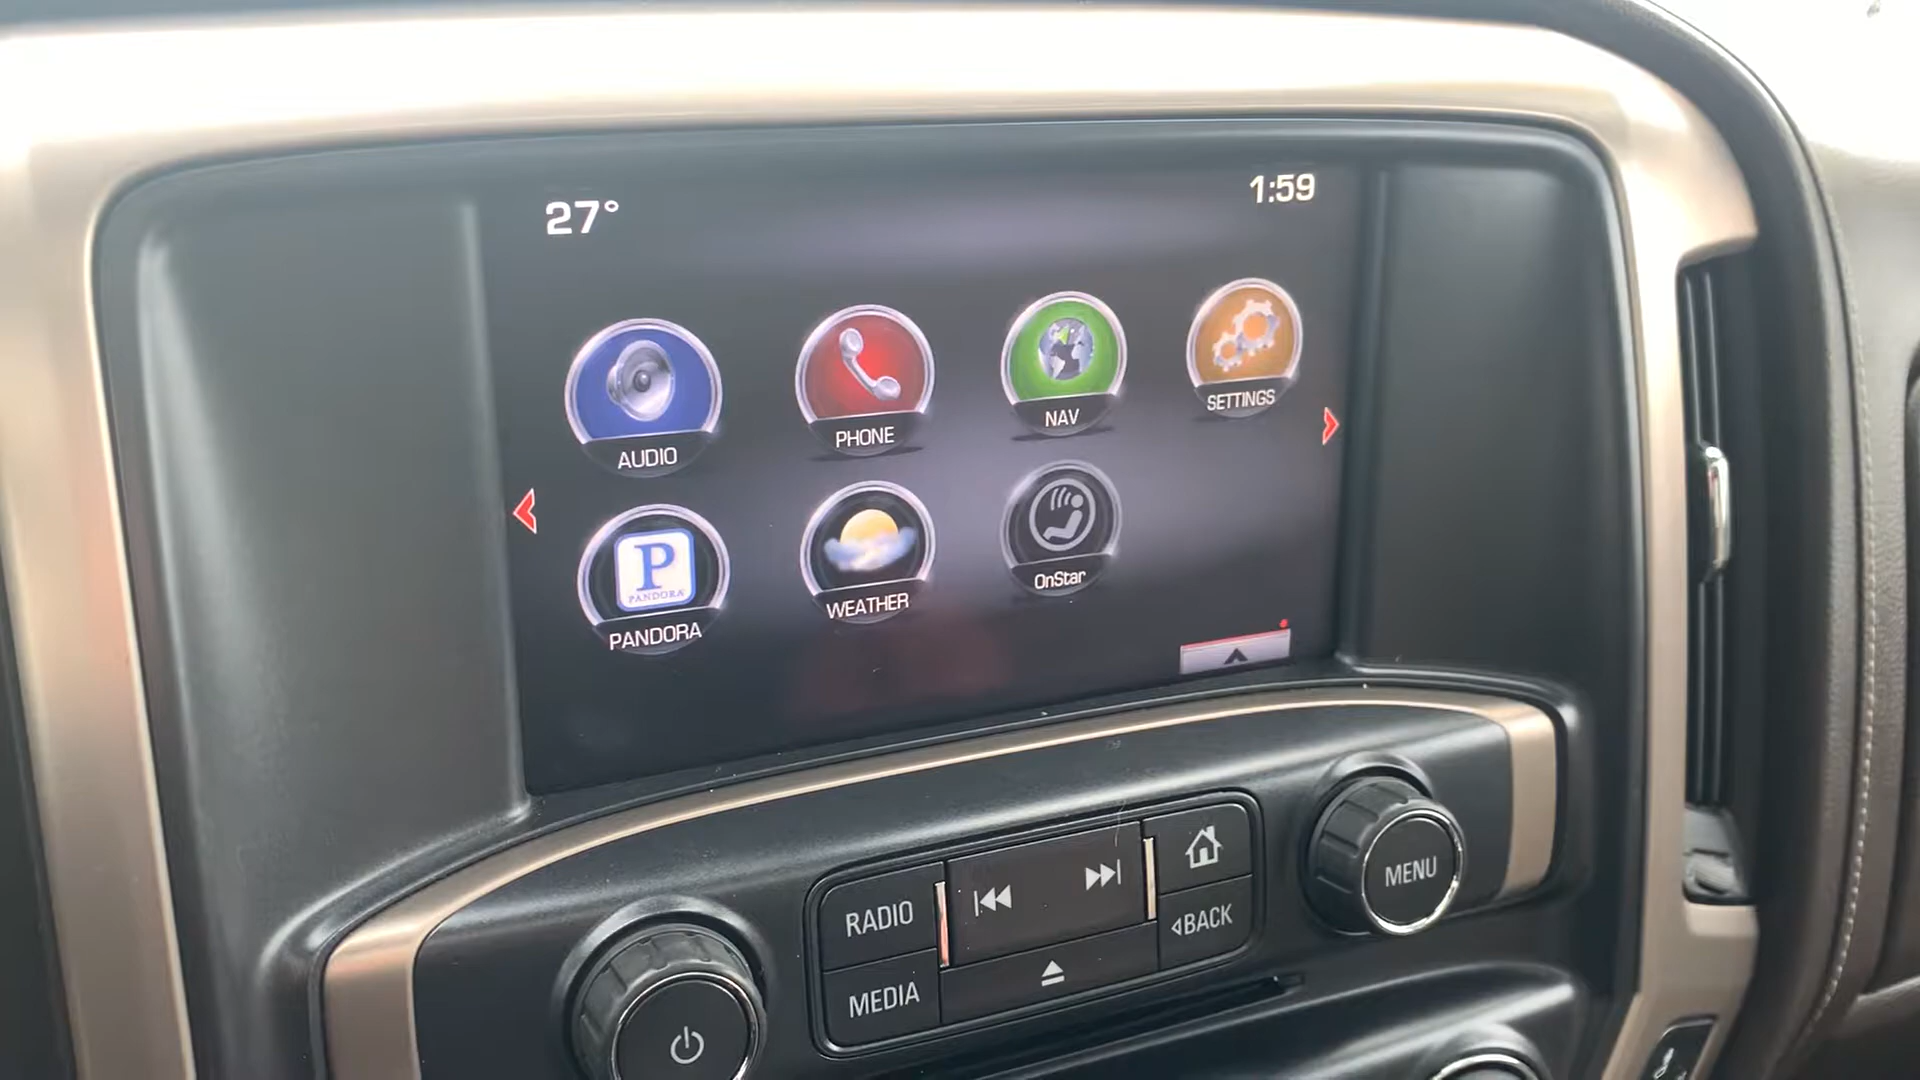 27°
1:59
AUDIO
PHONE
NAV
SETTINGS
P
PANDORA
PANDORA
WEATHER
OnStar
RADIO
MEDIA
BACK
MENU